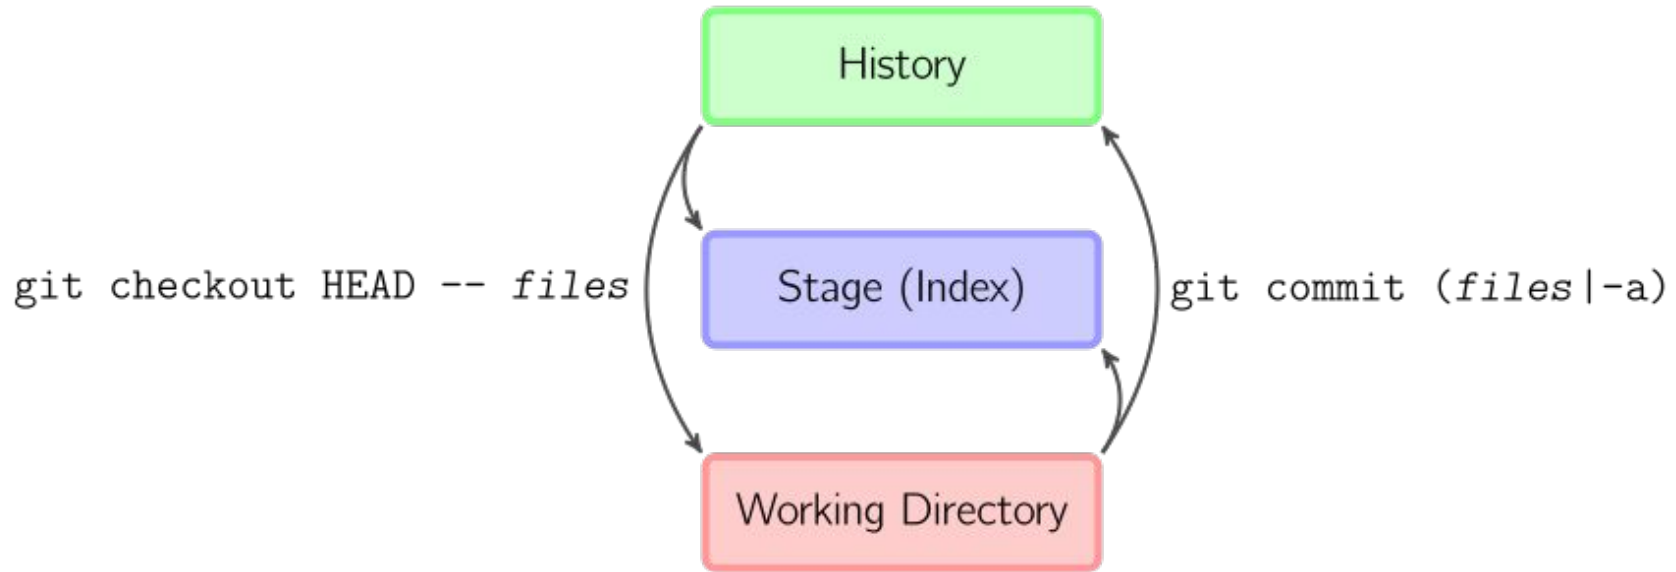 History
git checkout HEAD -- files
Stage (Index)
git commit (files|-a)
Working Directory